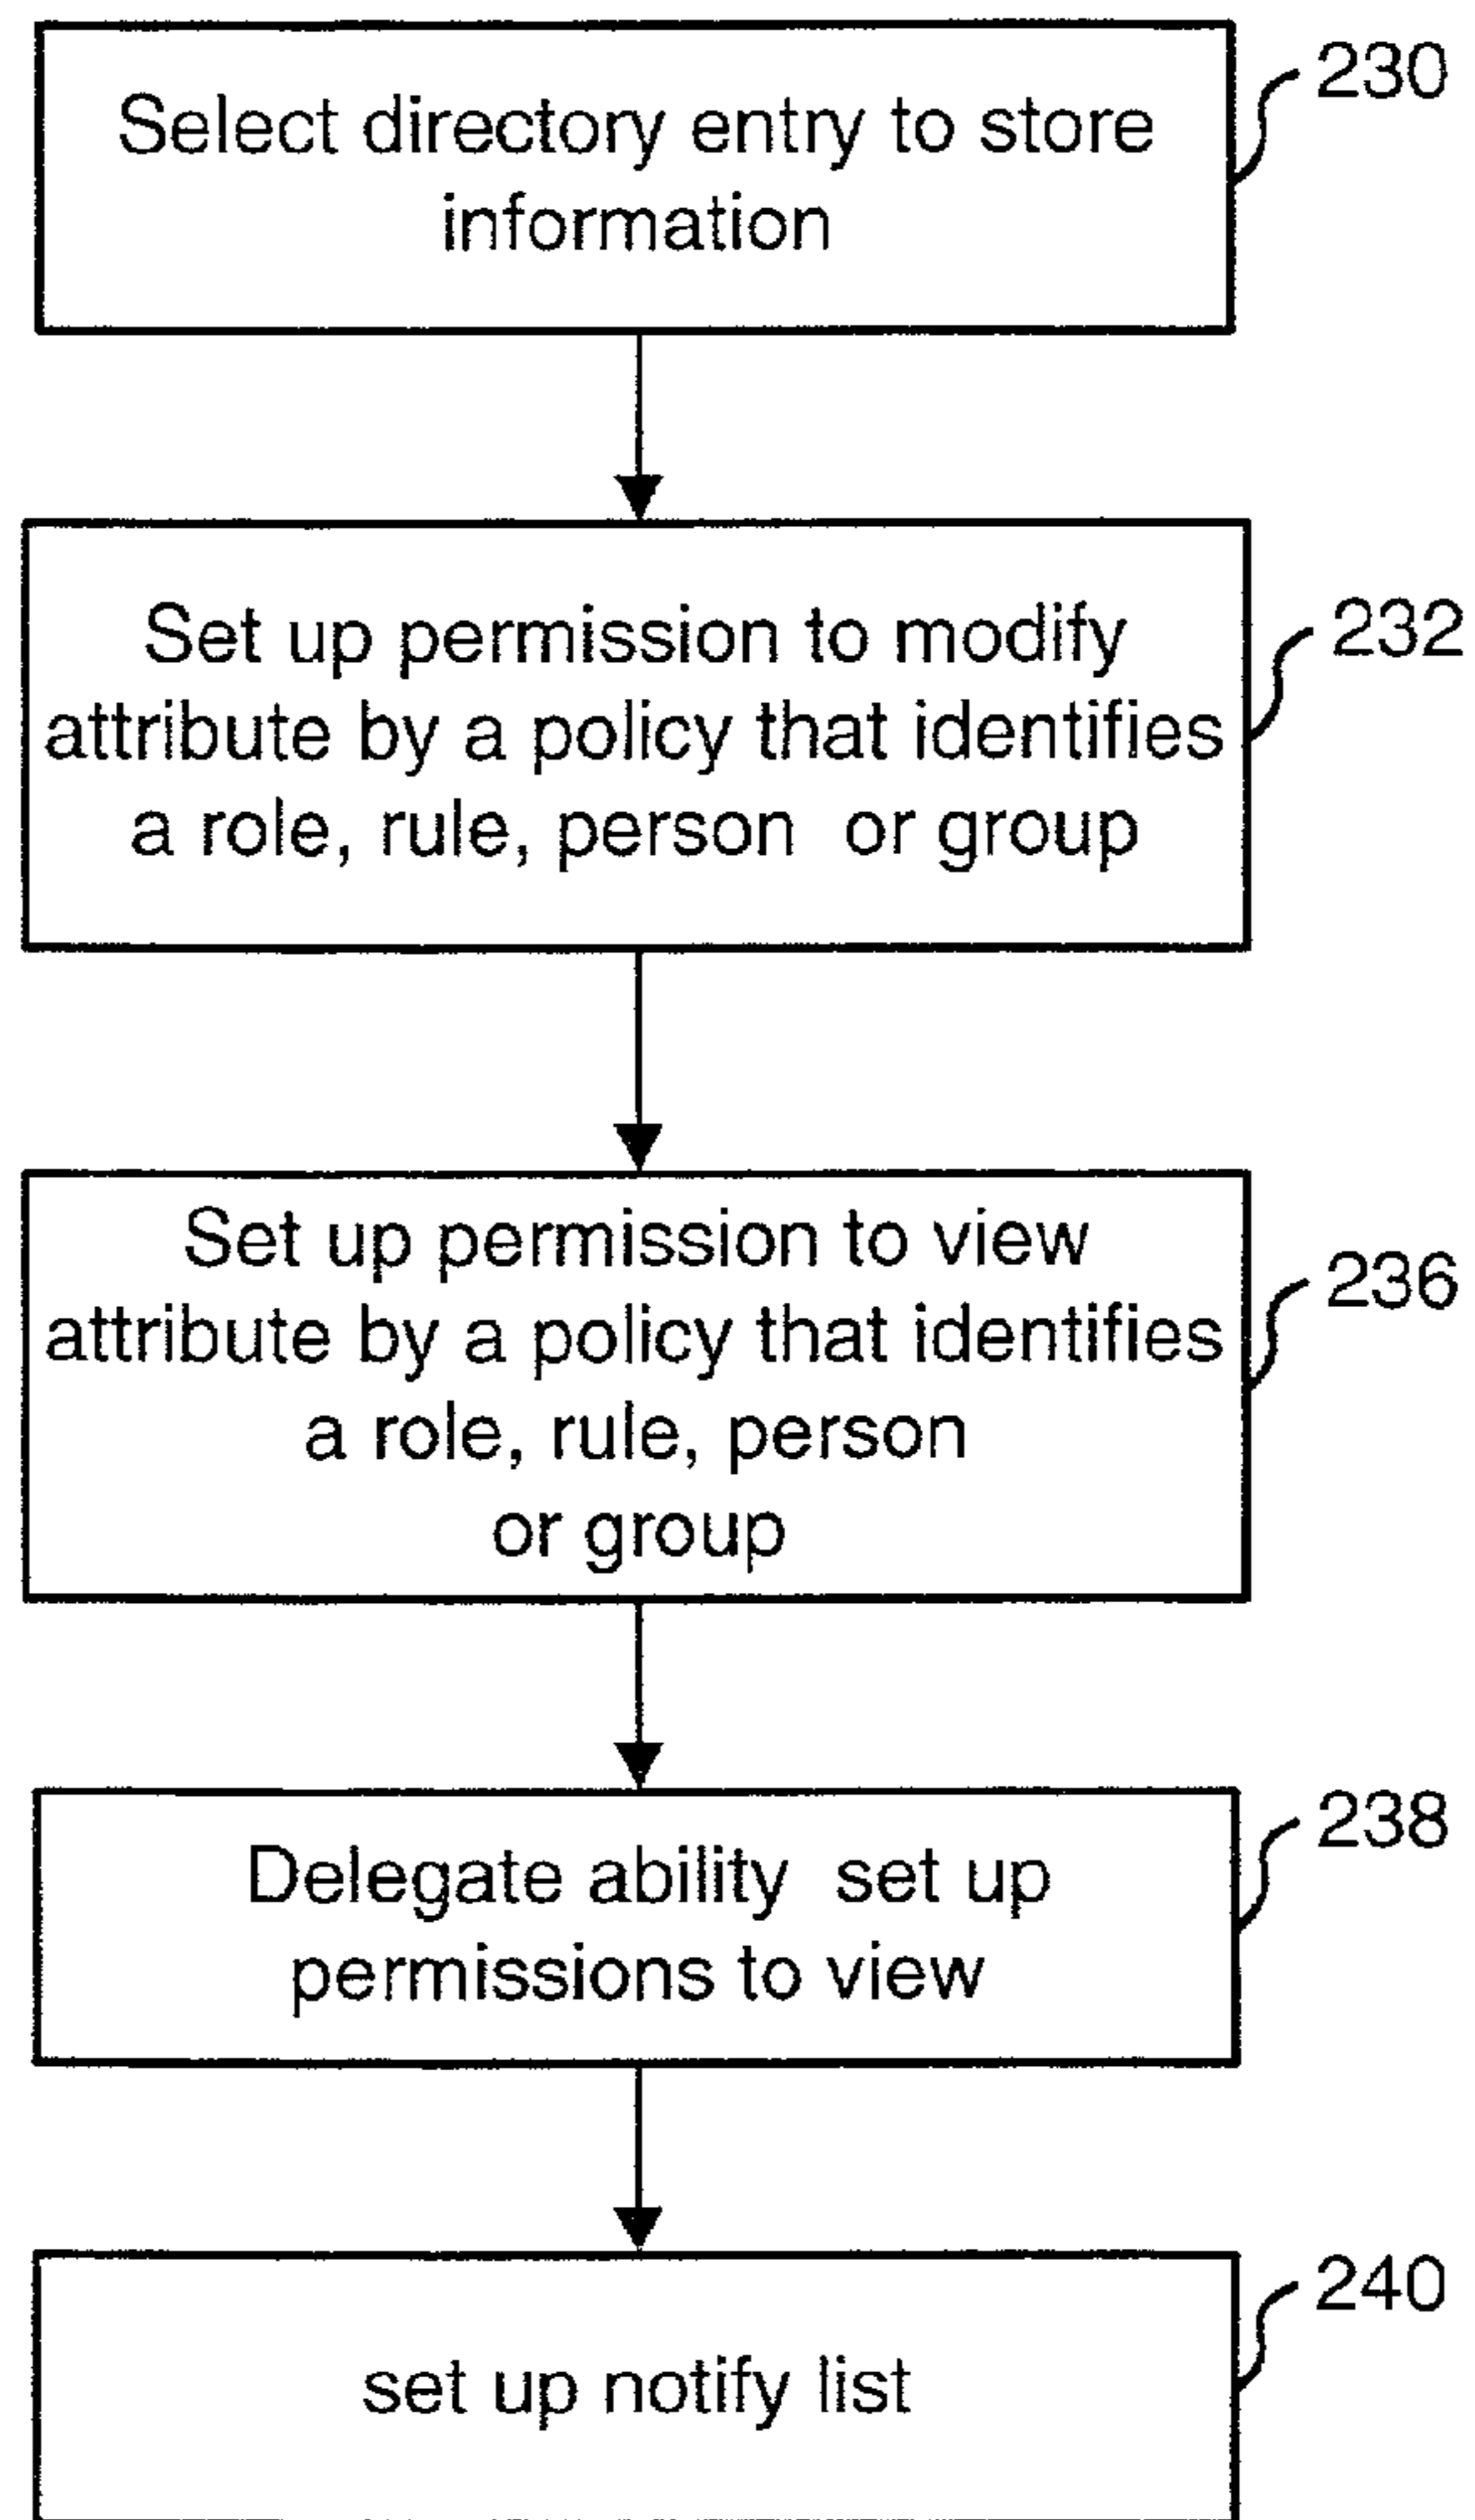 230
Select directory entry to store
information
232
Set up permission to modify
attribute by a policy that identifies
a role, rule, person or group
236
Set up permission to view
attribute by a policy that identifies
a role, rule, person
or group
238
Delegate ability set up
permissions to view
240
set up notify list